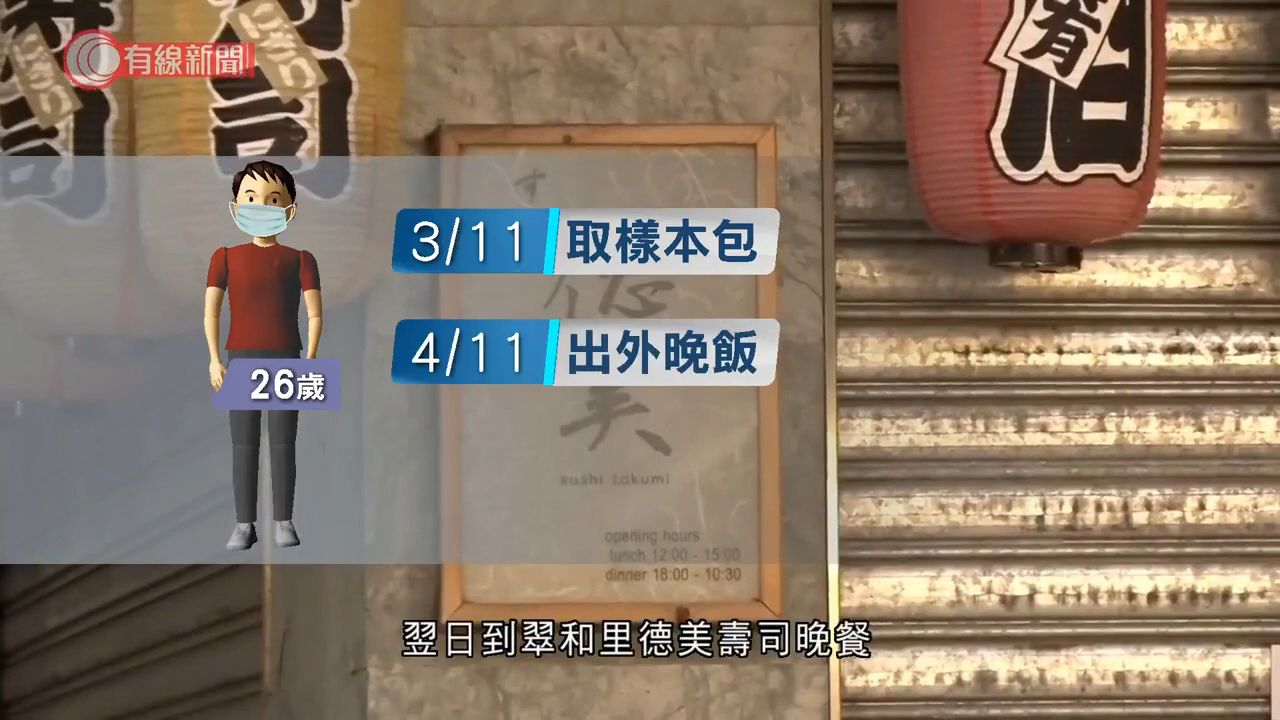 有線新聞
3/11 取樣本包
4/11 出外晚飯
26歲
美
sushi takumi
opening hours
lunch 12:00 - 15:00
dinner 18:00 - 10:30
翌日到翠和里德美壽司晚餐